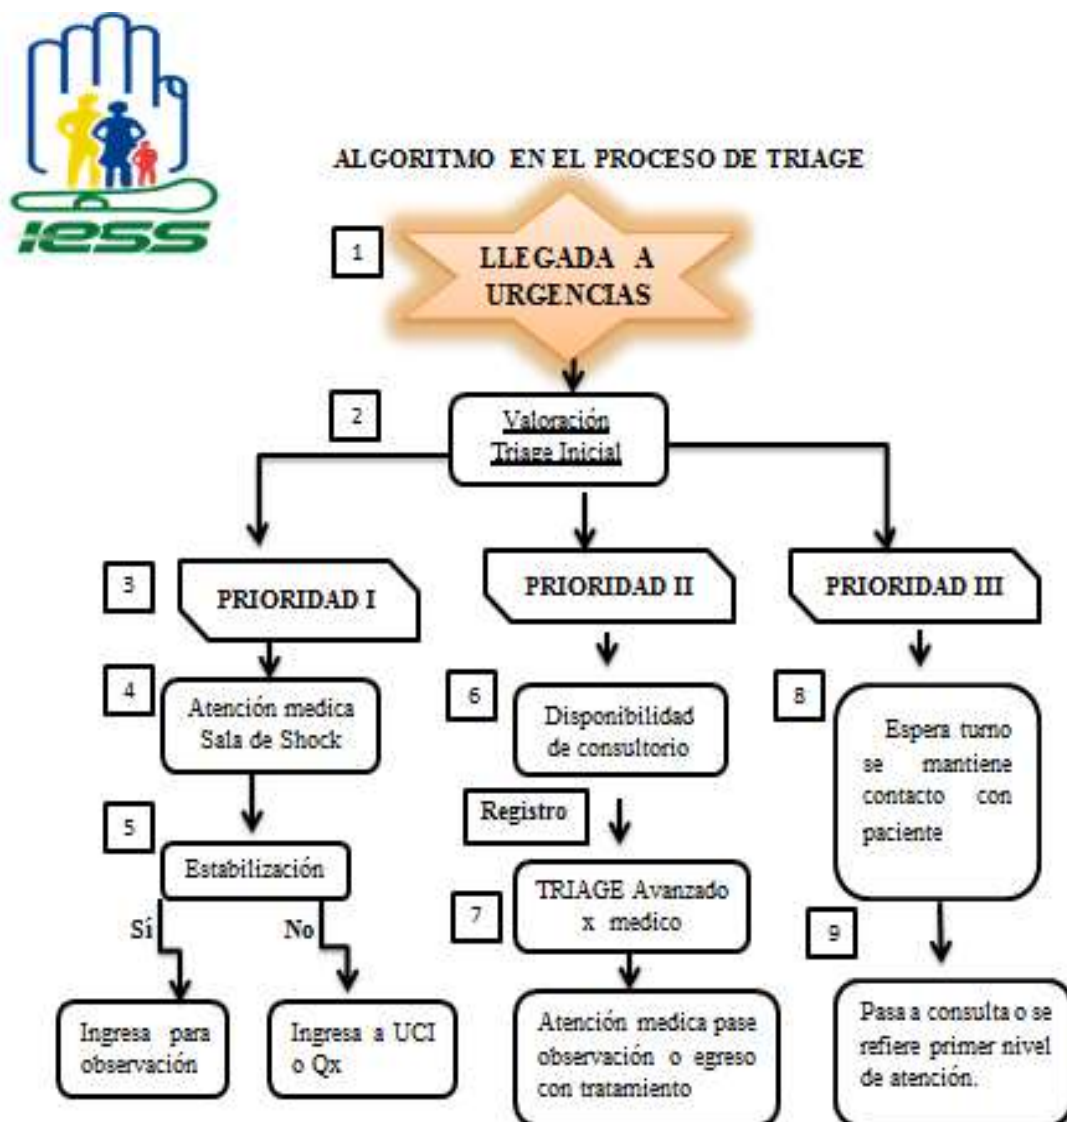 iess
ALGORITMO EN EL PROCESO DE TRIAGE
1
LLEGADA A
URGENCIAS
2
Valoración
Triage Inicial
3
PRIORIDAD I
PRIORIDAD II
PRIORIDAD III
4
Atención medica
Sala de Shock
5
Estabilización
Sí
No
Ingresa para
observación
Ingresa a UCI
o Qx
6
Disponibilidad
de consultorio
Registro
7
TRIAGE Avanzado
x medico
Atención medica pase
observación o egreso
con tratamiento
8
Espera turno
se mantiene
contacto con
paciente
9
Pasa a consulta o se
refiere primer nivel
de atención.